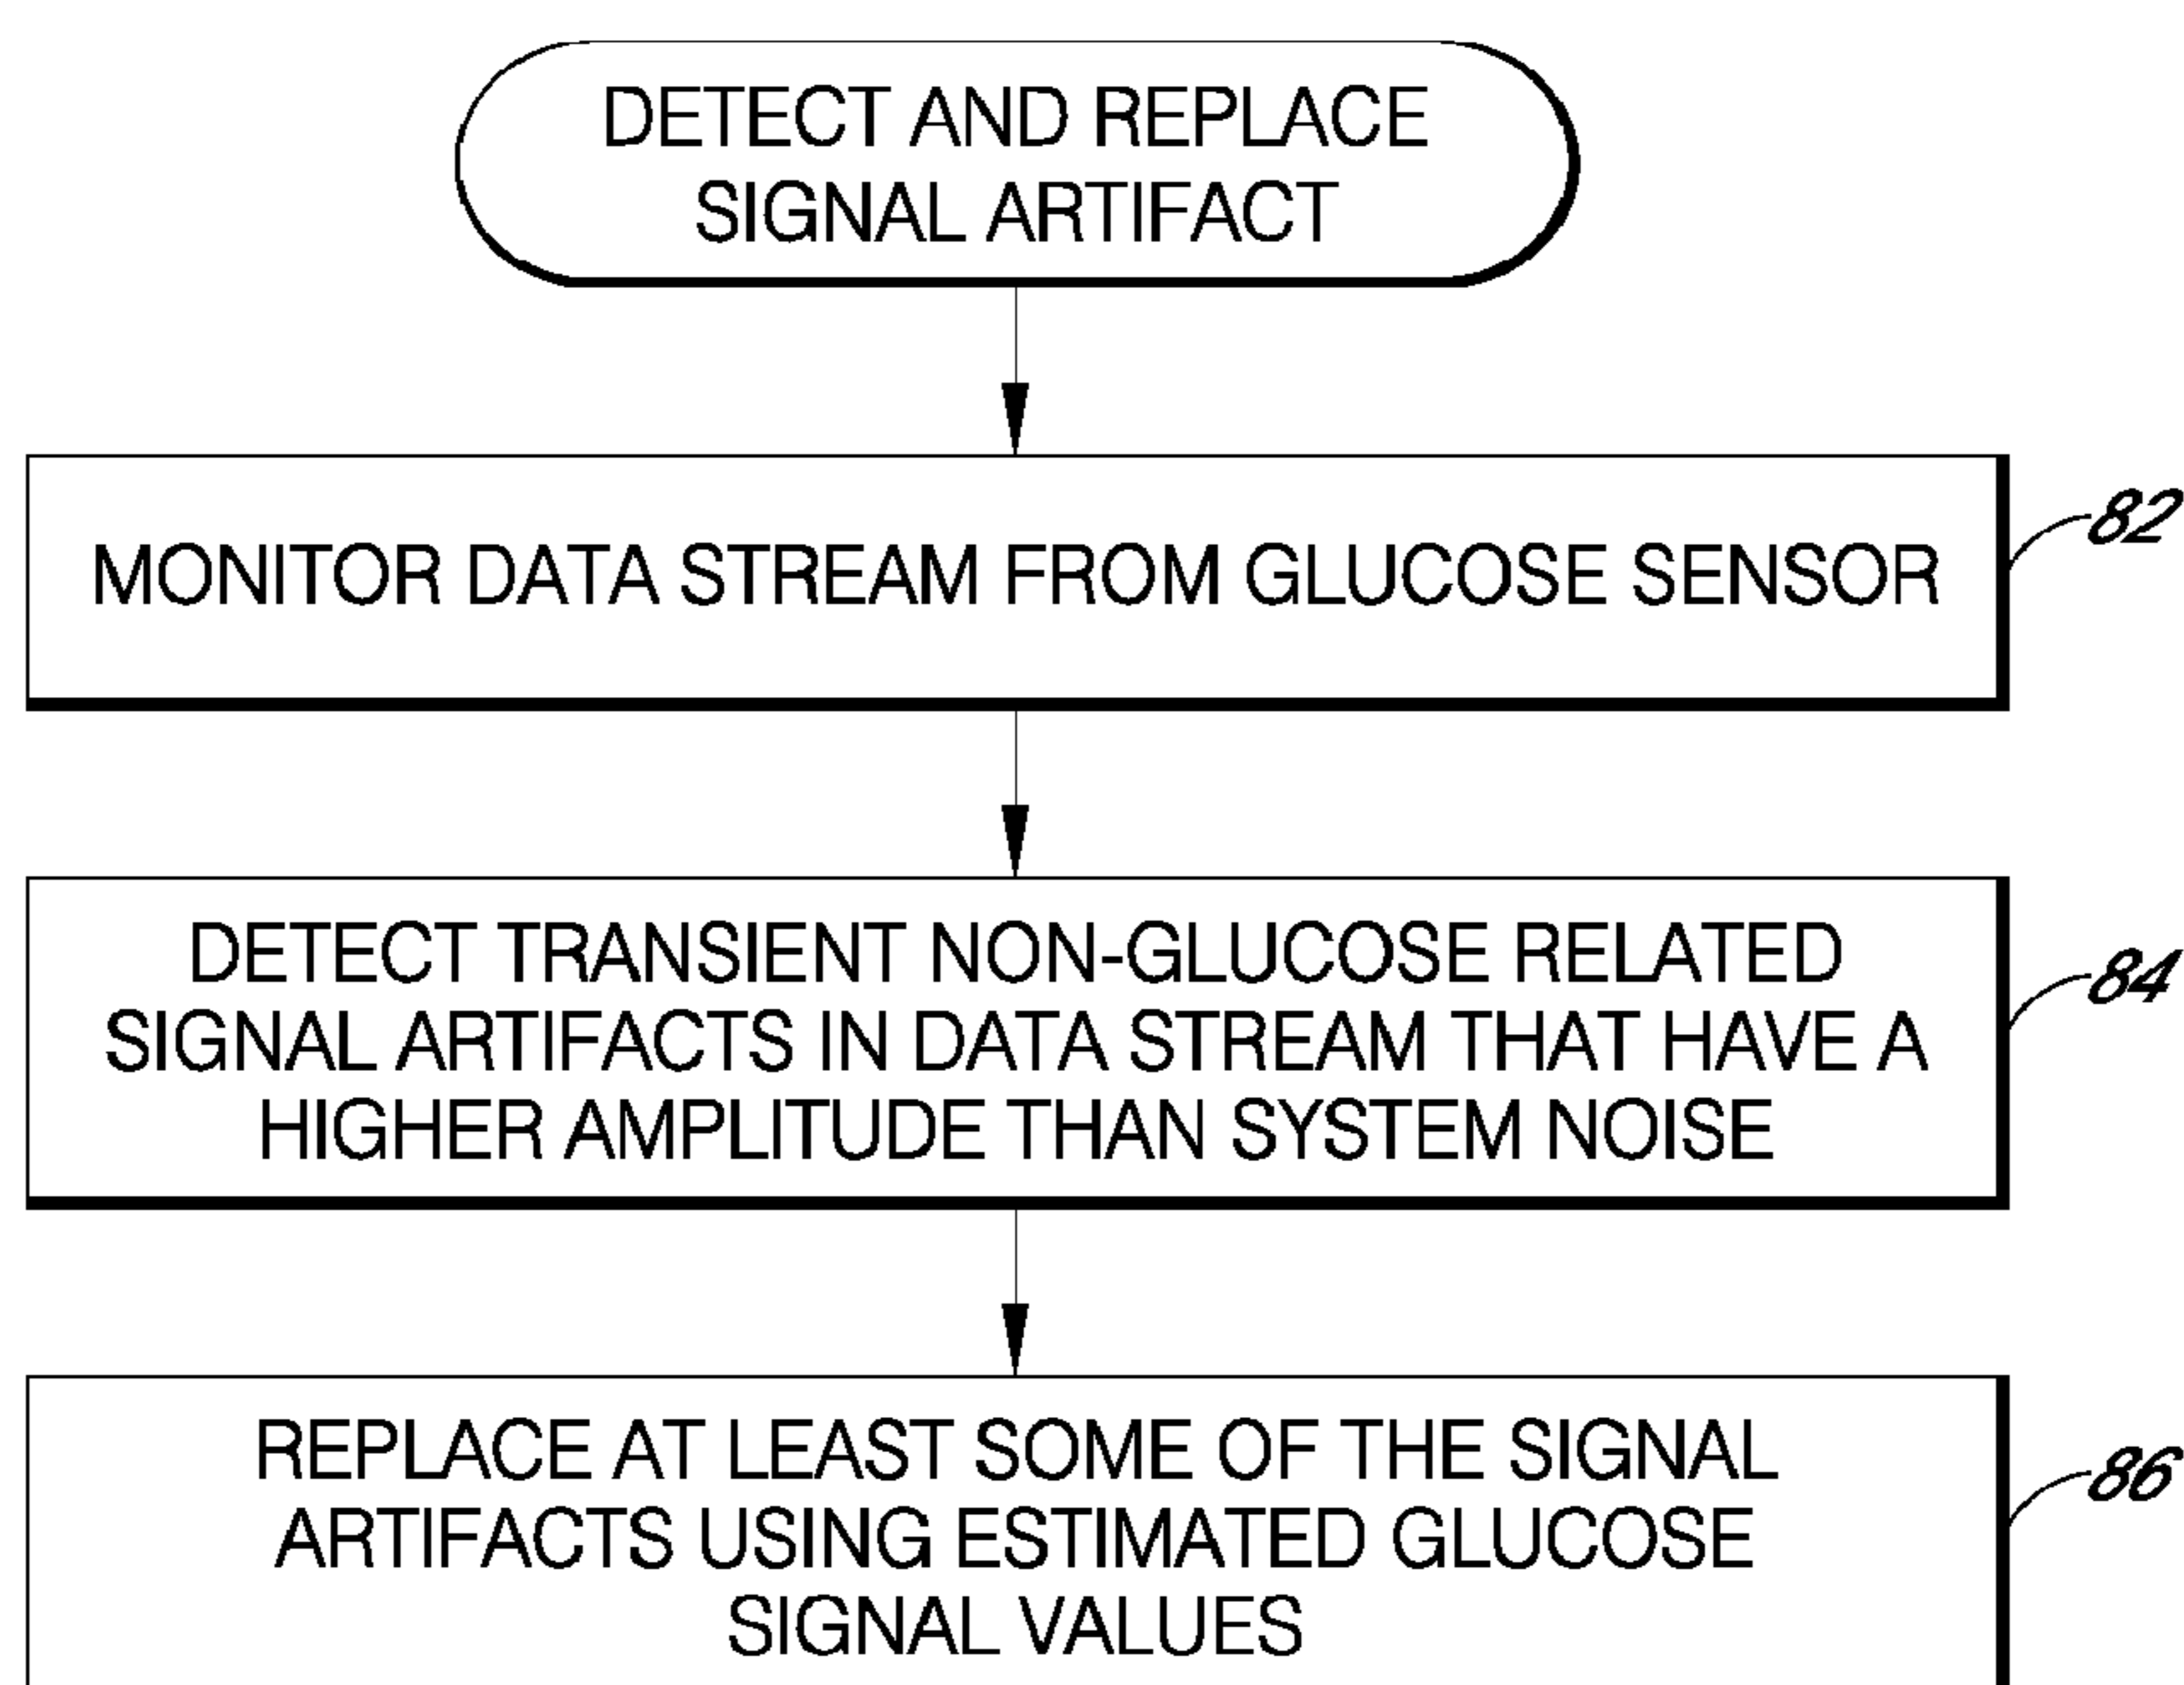 DETECT AND REPLACE
SIGNAL ARTIFACT
MONITOR DATA STREAM FROM GLUCOSE SENSOR
82
DETECT TRANSIENT NON-GLUCOSE RELATED
SIGNAL ARTIFACTS IN DATA STREAM THAT HAVE A
HIGHER AMPLITUDE THAN SYSTEM NOISE
84
REPLACE AT LEAST SOME OF THE SIGNAL
ARTIFACTS USING ESTIMATED GLUCOSE
SIGNAL VALUES
86